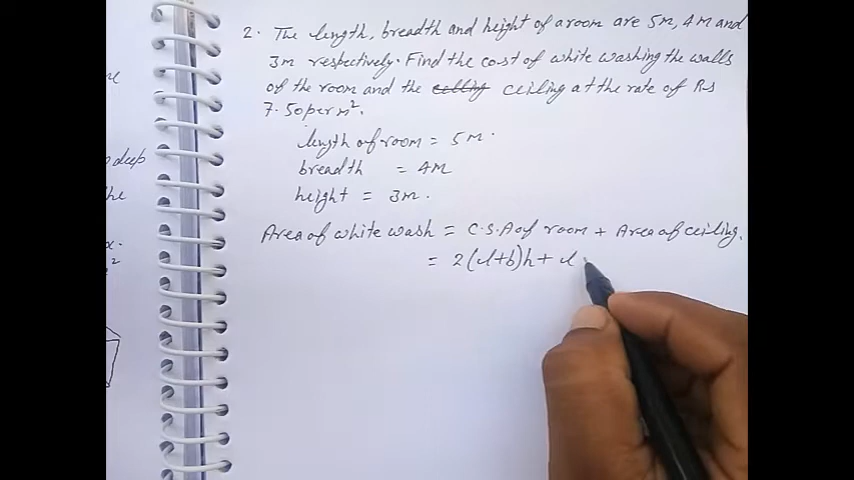 2. The length, breadth and height of a room are 5m, 4m and
3m respectively. Find the cost of white washing the walls
of the room and the ceiling at the rate of Rs
7.50 per m².
length of room = 5m.
breadth = 4m
height = 3m.
Area of white wash = C.S.A of room + Area of ceiling.
= 2(l+b)h + l